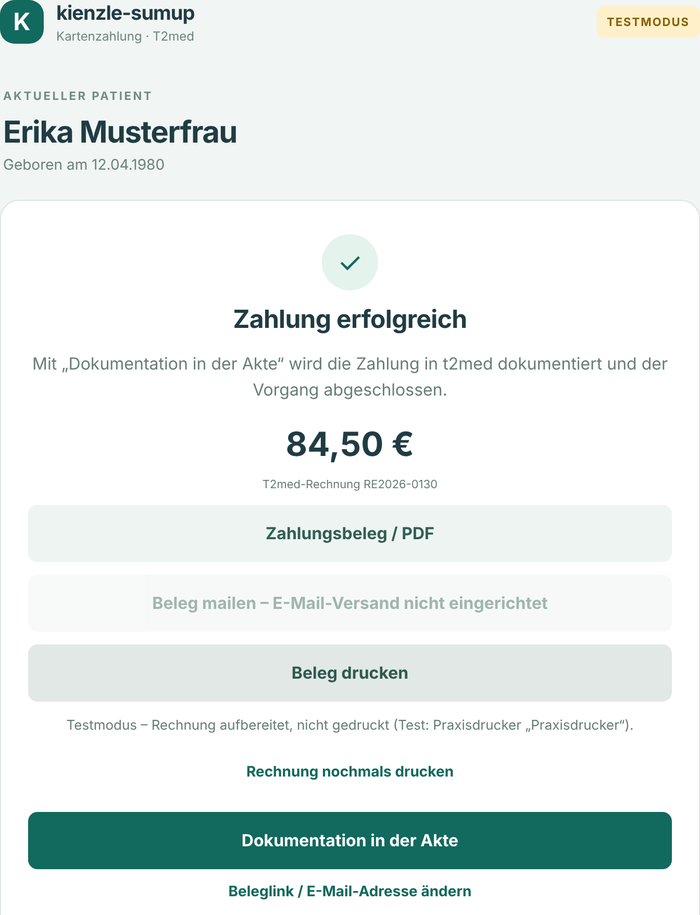 K
kienzle-sumup
Kartenzahlung · T2med
TESTMODUS
AKTUELLER PATIENT
Erika Musterfrau
Geboren am 12.04.1980
Zahlung erfolgreich
Mit „Dokumentation in der Akte“ wird die Zahlung in t2med dokumentiert und der
Vorgang abgeschlossen.
84,50 €
T2med-Rechnung RE2026-0130
Zahlungsbeleg / PDF
Beleg mailen – E-Mail-Versand nicht eingerichtet
Beleg drucken
Testmodus – Rechnung aufbereitet, nicht gedruckt (Test: Praxisdrucker „Praxisdrucker“).
Rechnung nochmals drucken
Dokumentation in der Akte
Beleglink / E-Mail-Adresse ändern